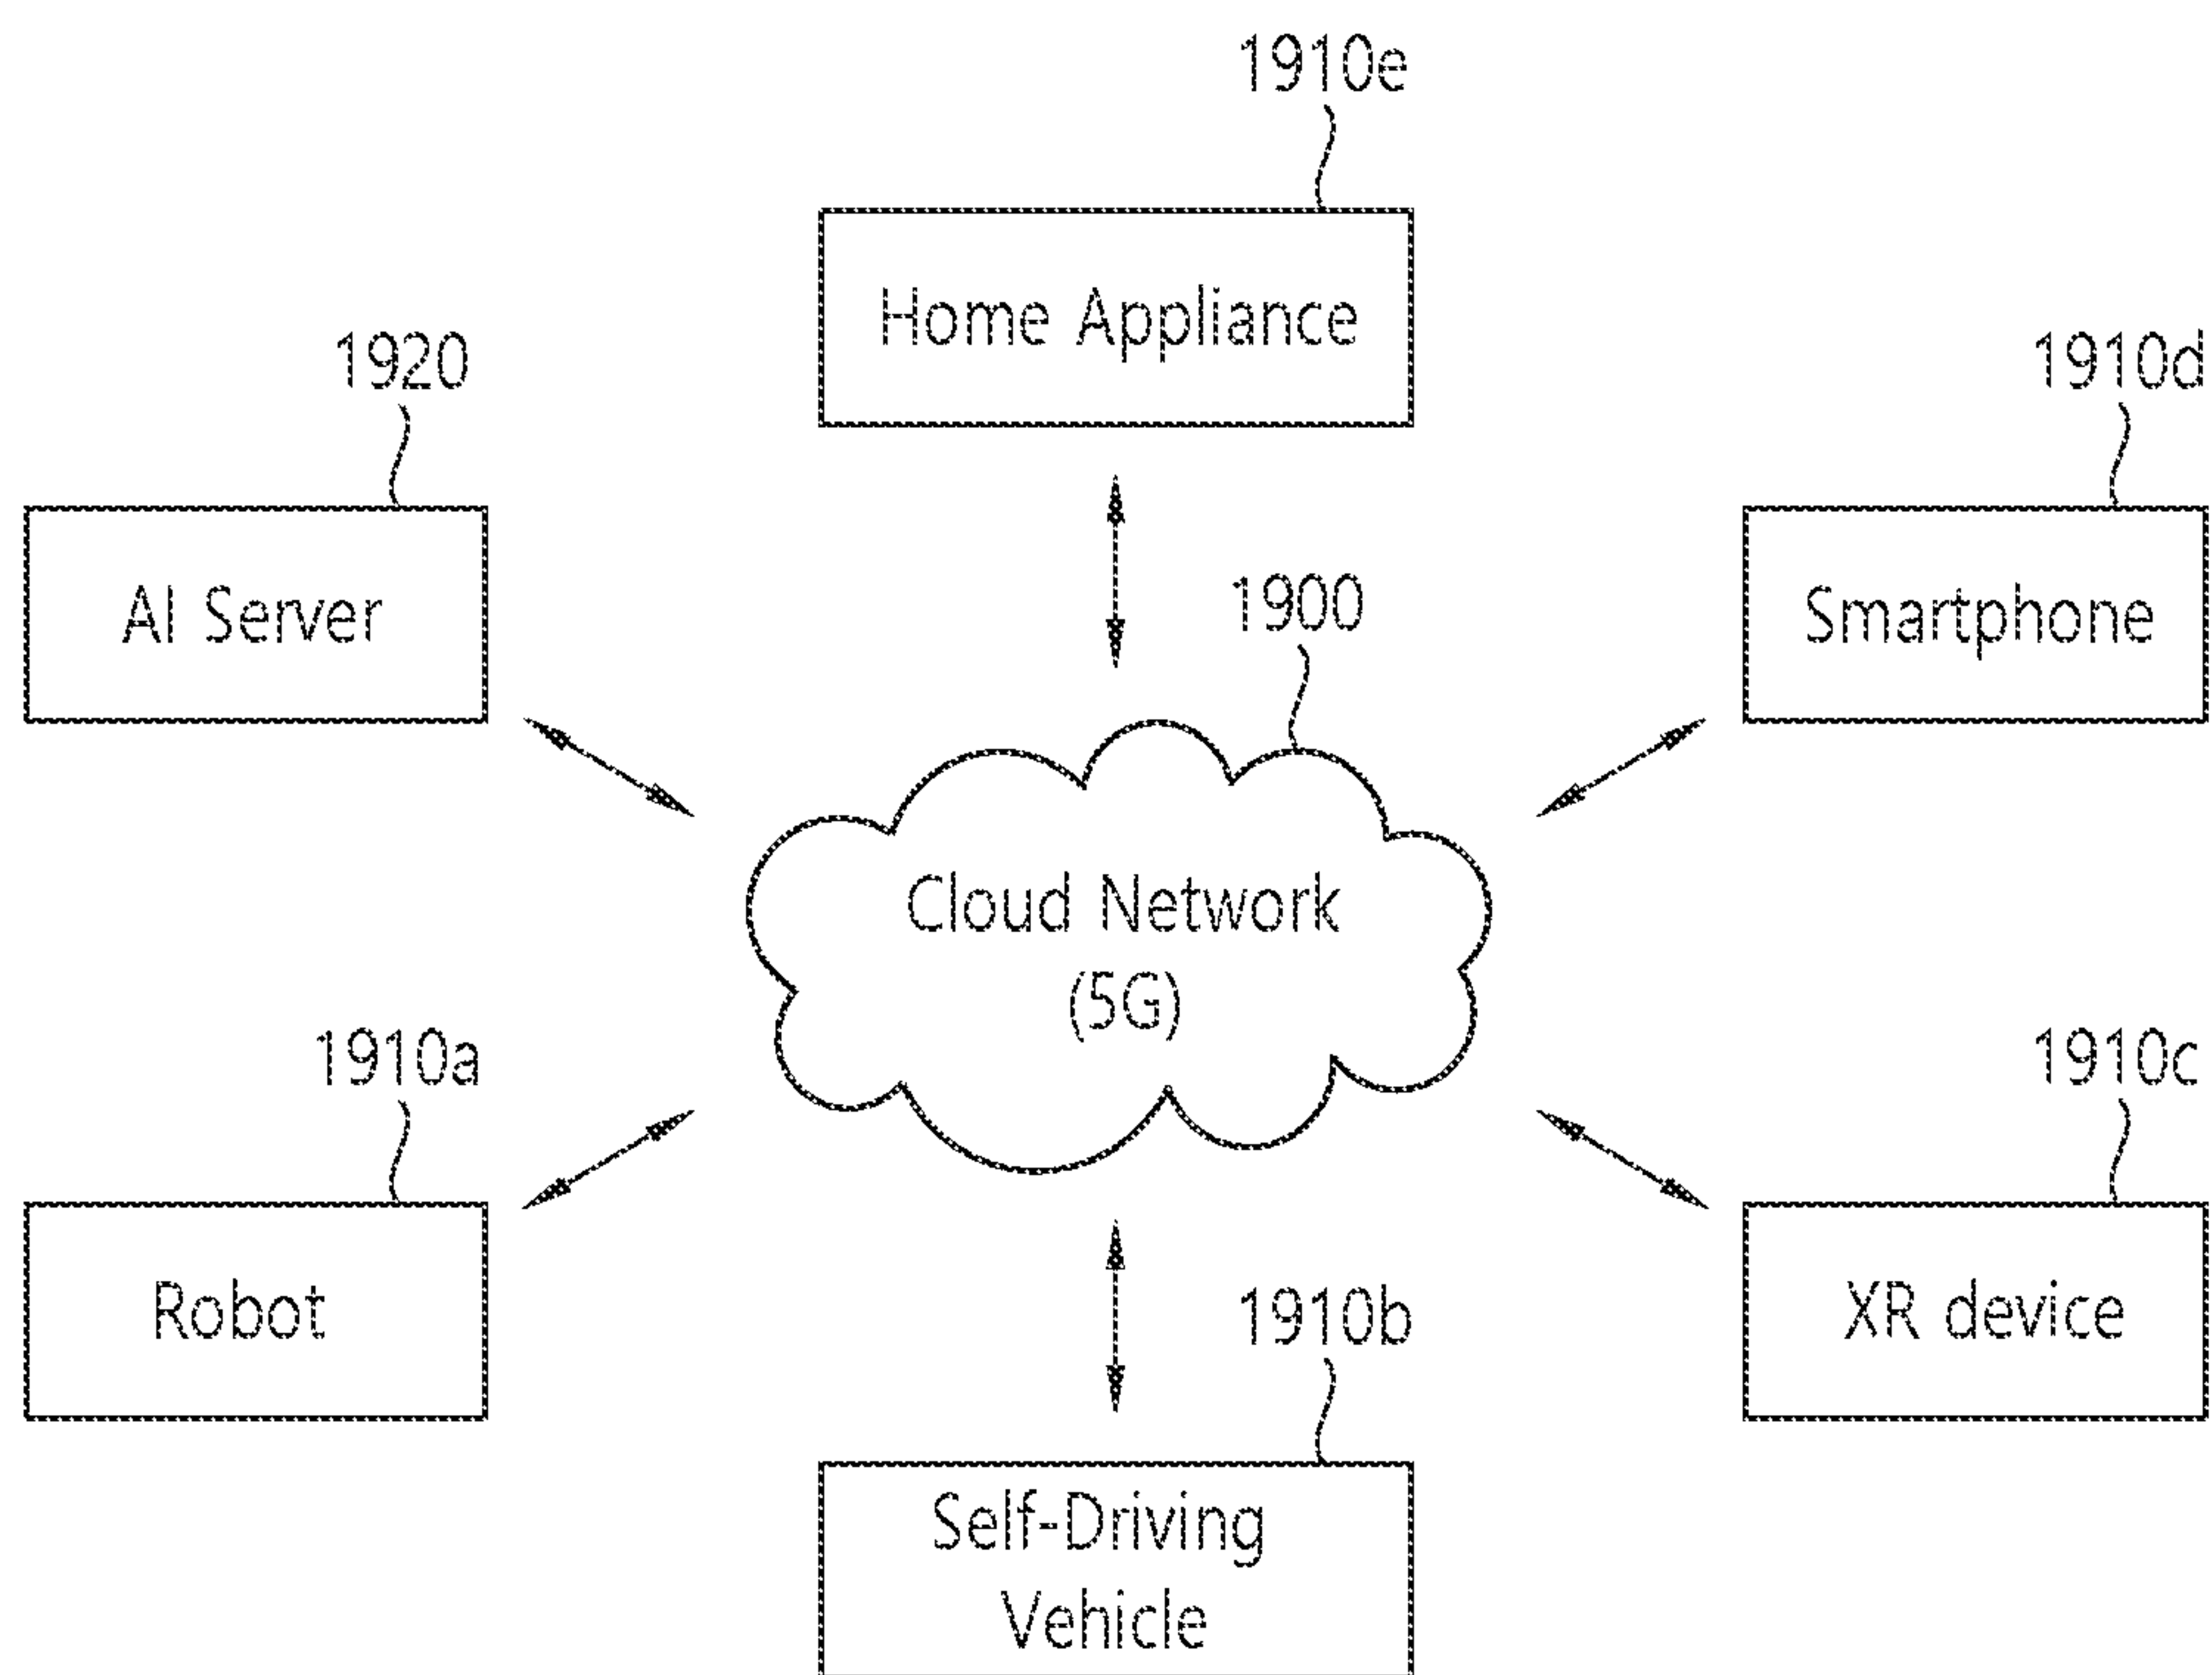 1910e
Home Appliance
1920
1910d
AI Server
Smartphone
1900
Cloud Network
(5G)
1910a
1910c
Robot
XR device
1910b
Self-Driving
Vehicle